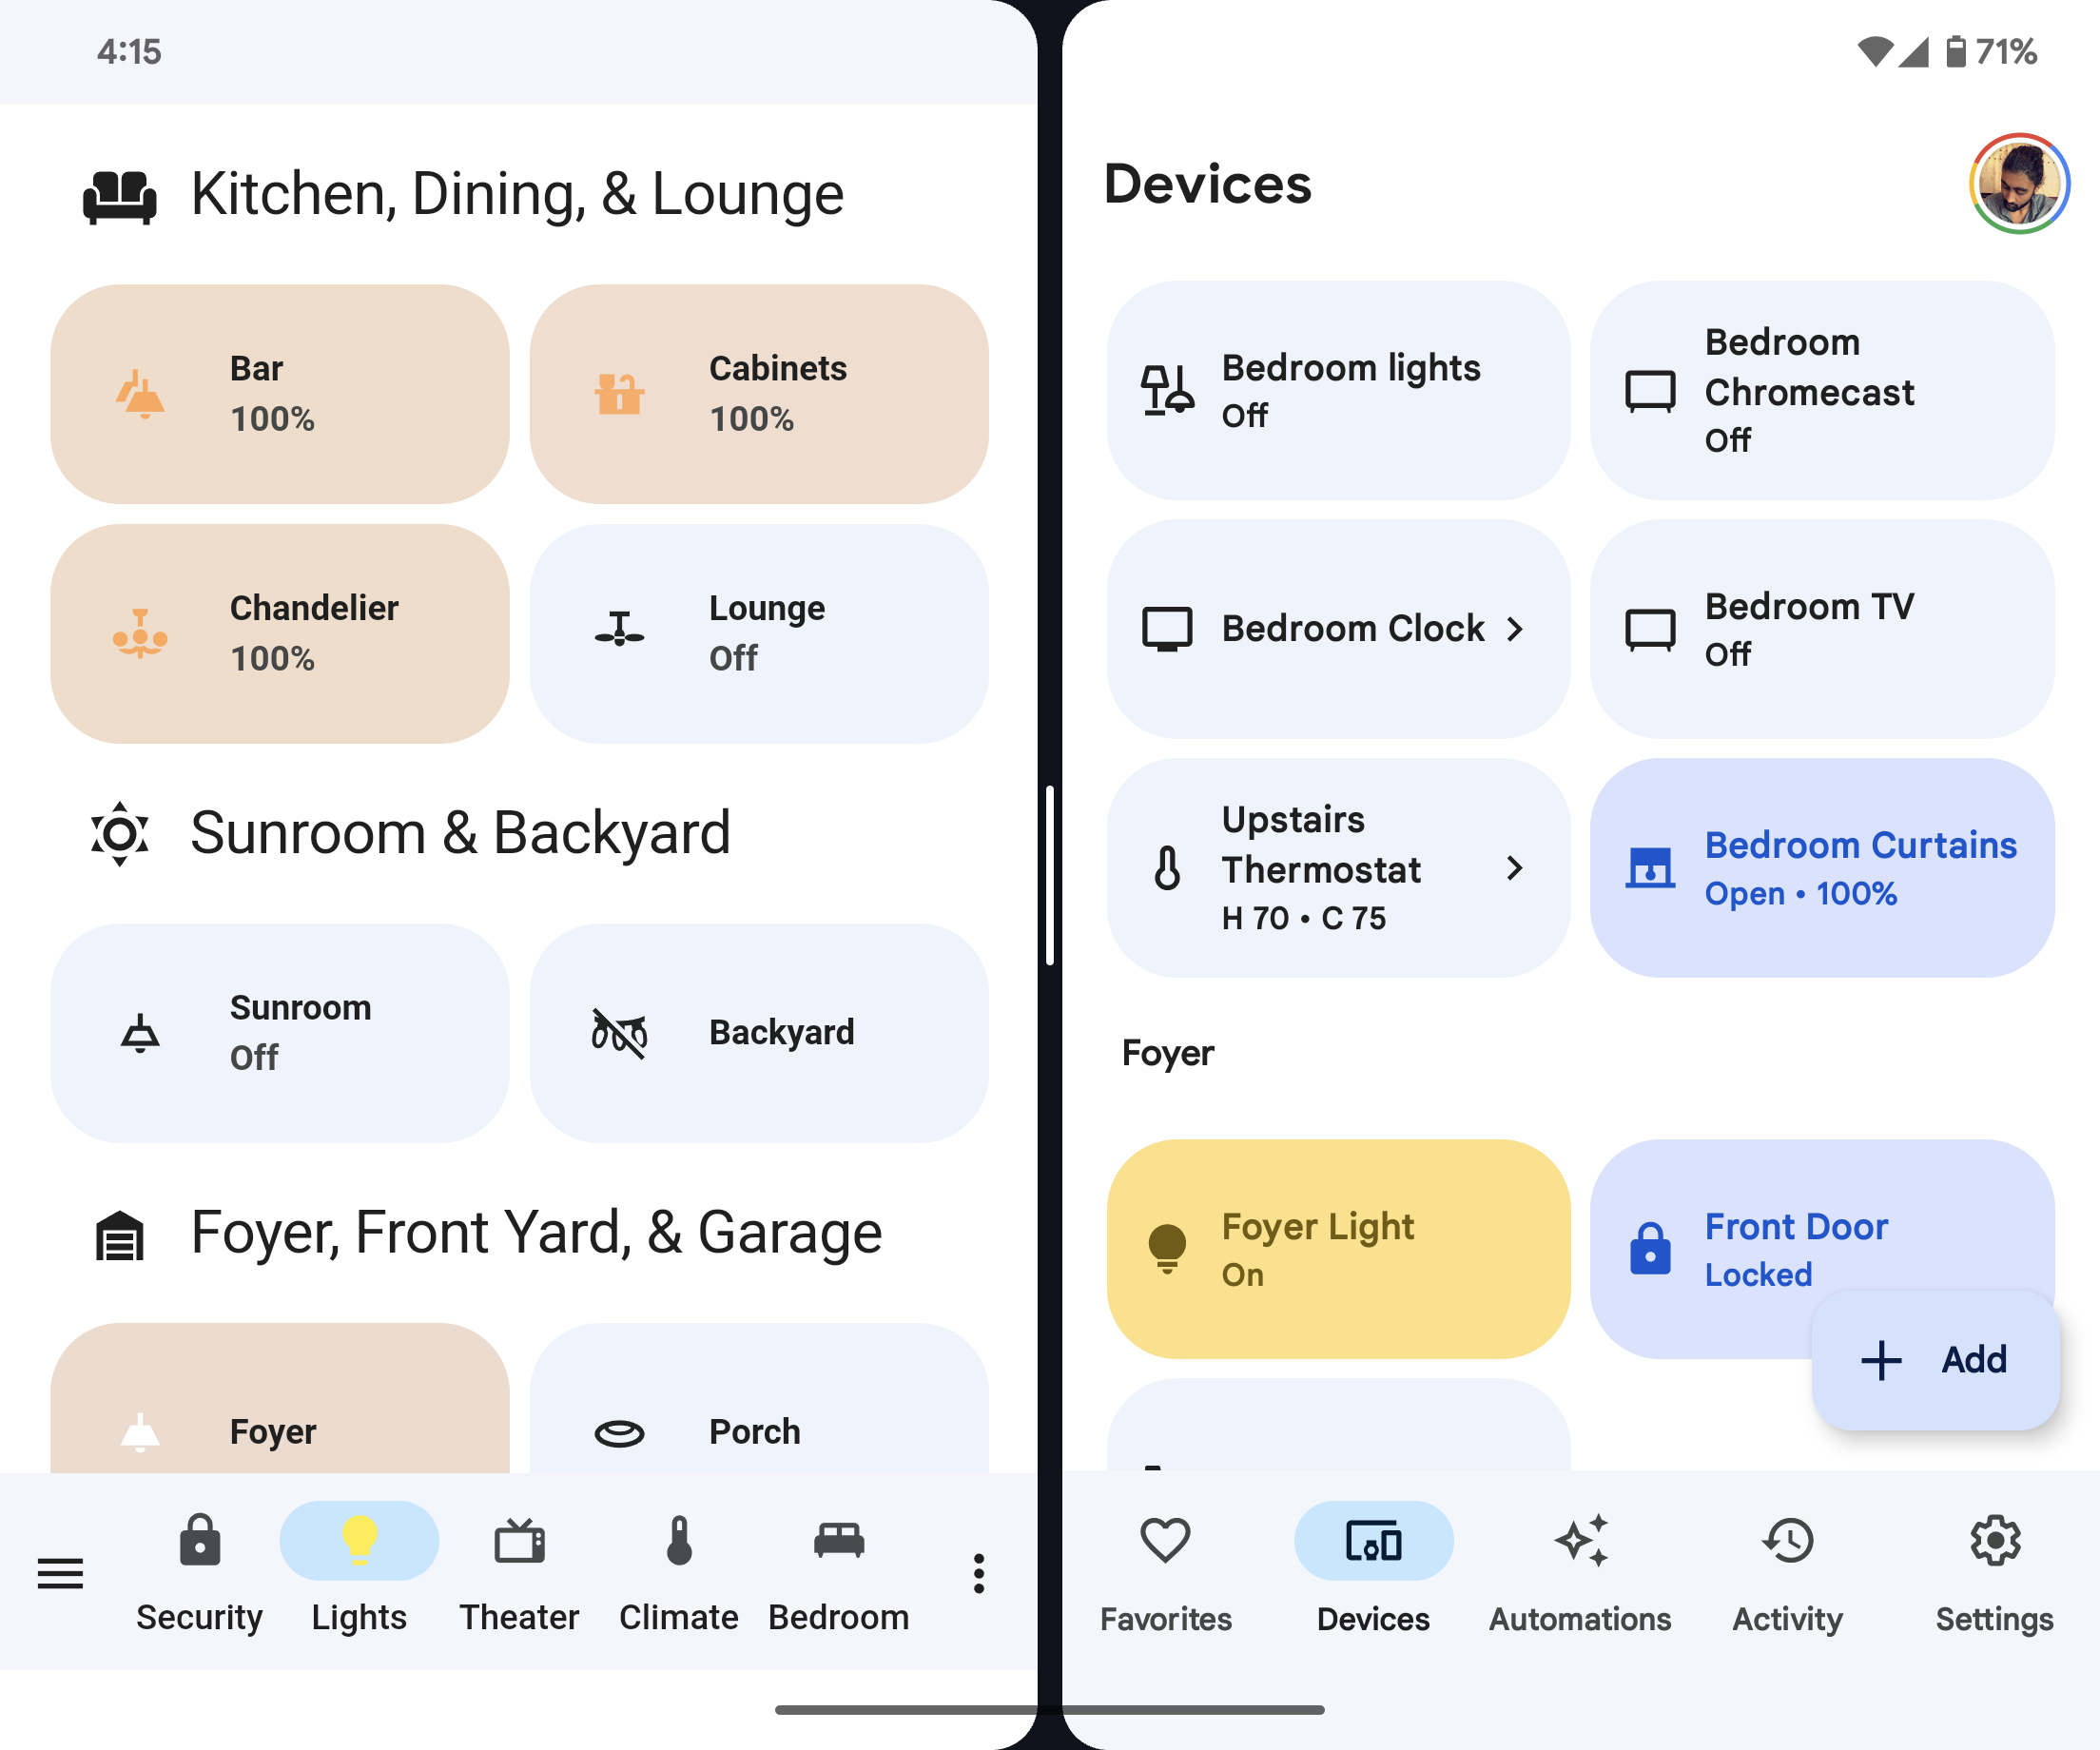 4:15
Kitchen, Dining, & Lounge
Bar
100%
Cabinets
100%
Chandelier
100%
Lounge
Off
Sunroom & Backyard
Sunroom
Off
Backyard
Foyer, Front Yard, & Garage
Foyer
Porch
Security
Lights
Theater
Climate
Bedroom
71%
Devices
Bedroom lights
Off
Bedroom
Chromecast
Off
Bedroom Clock
Bedroom TV
Off
Upstairs
Thermostat
H 70 • C 75
Bedroom Curtains
Open • 100%
Foyer
Foyer Light
On
Front Door
Locked
Add
Favorites
Devices
Automations
Activity
Settings